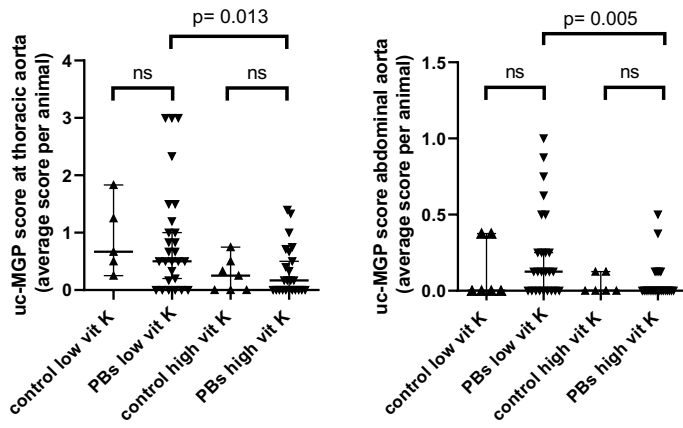 p= 0.013
ns
ns
uc-MGP score at thoracic aorta
(average score per animal)
4
3
2
1
0
control low vit K
PBs low vit K
control high vit K
PBs high vit K
p= 0.005
ns
ns
uc-MGP score abdominal aorta
(average score per animal)
1.5
1.0
0.5
0.0
control low vit K
PBs low vit K
control high vit K
PBs high vit K